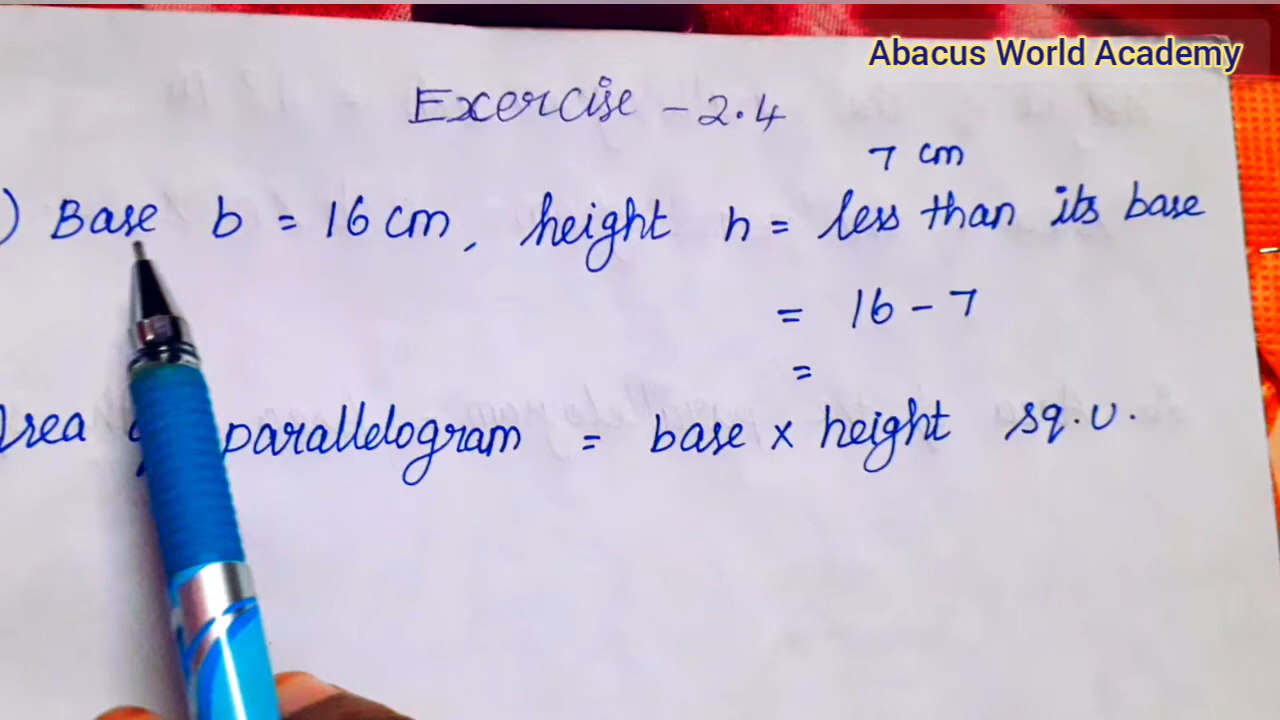 Abacus World Academy
Exercise - 2.4
7 cm
) Base b = 16 cm, height h = less than its base
= 16 - 7
=
parallelogram = base x height sq.u.